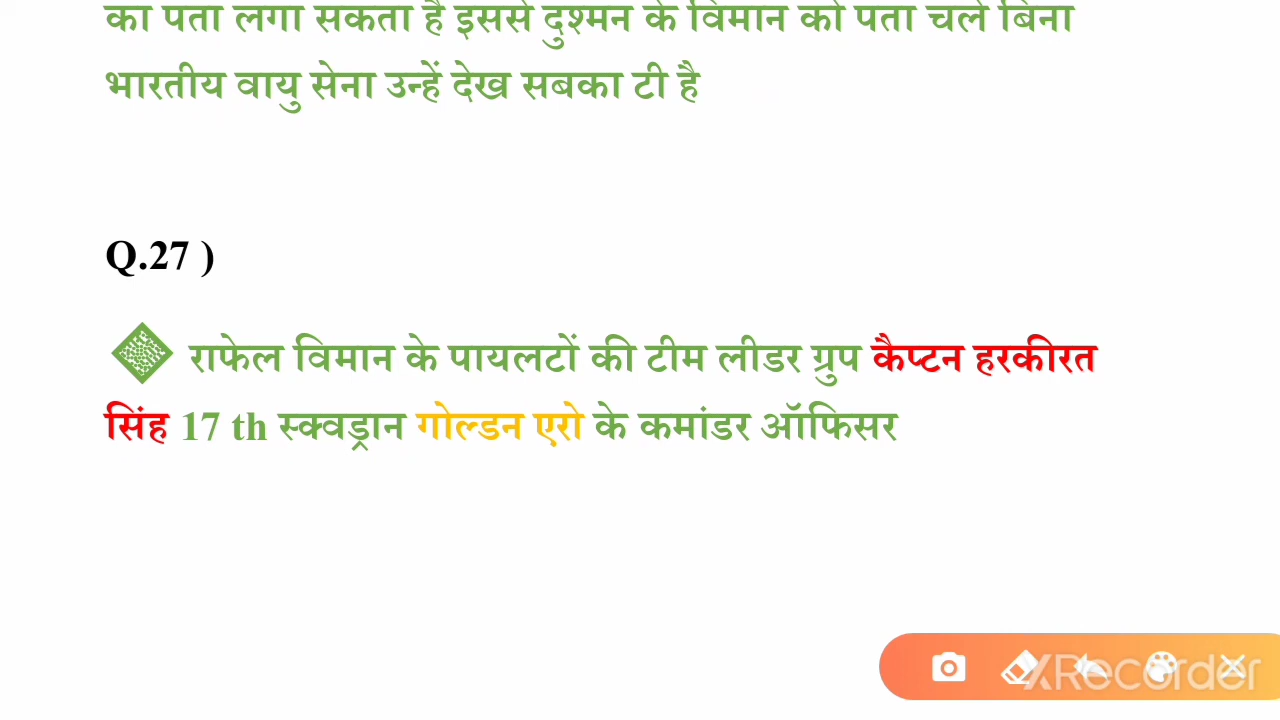 का पता लगा सकता है इससे दुश्मन के विमान को पता चले बिना
भारतीय वायु सेना उन्हें देख सबका टी है
Q.27 )
राफेल विमान के पायलटों की टीम लीडर ग्रुप कैप्टन हरकीरत
सिंह 17 th स्क्वड्रान गोल्डन एरो के कमांडर ऑफिसर
XRecorder